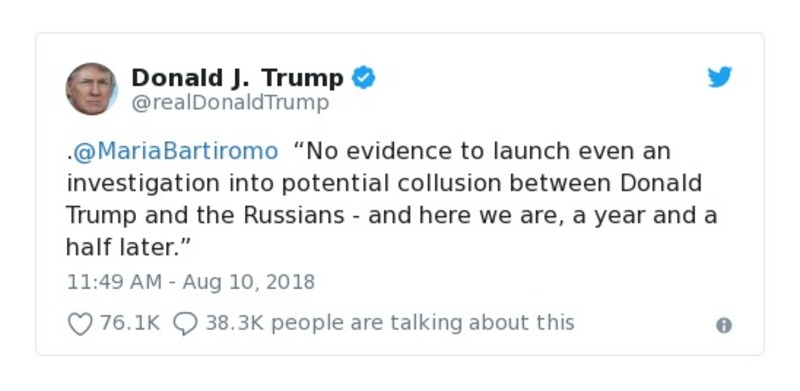 Donald J. Trump
@realDonaldTrump
.@MariaBartiromo “No evidence to launch even an
investigation into potential collusion between Donald
Trump and the Russians - and here we are, a year and a
half later.”
11:49 AM - Aug 10, 2018
76.1K 38.3K people are talking about this